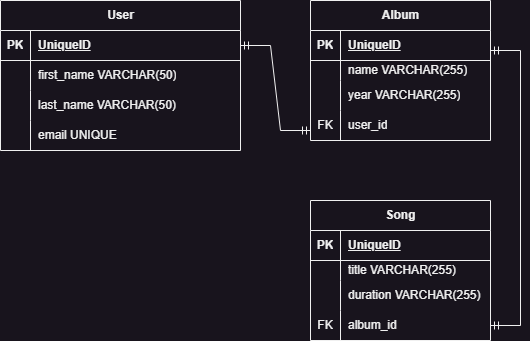 User
PK UniqueID
first_name VARCHAR(50)
last_name VARCHAR(50)
email UNIQUE
Album
PK UniqueID
name VARCHAR(255)
year VARCHAR(255)
FK user_id
Song
PK UniqueID
title VARCHAR(255)
duration VARCHAR(255)
FK album_id